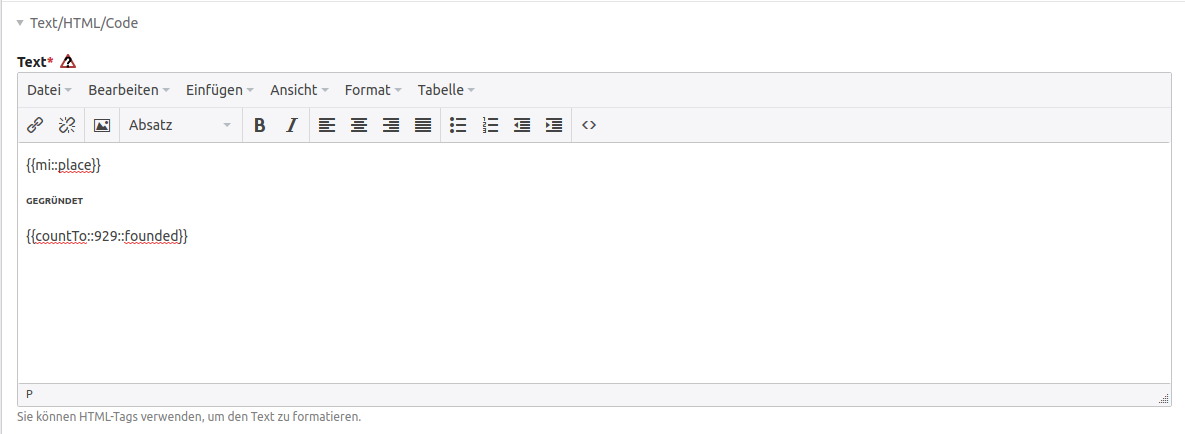 Text/HTML/Code
Text*
Datei Bearbeiten Einfügen Ansicht Format Tabelle
Absatz B I
{{mi::place}}
GEGRÜNDET
{{countTo::929::founded}}
P
Sie können HTML-Tags verwenden, um den Text zu formatieren.